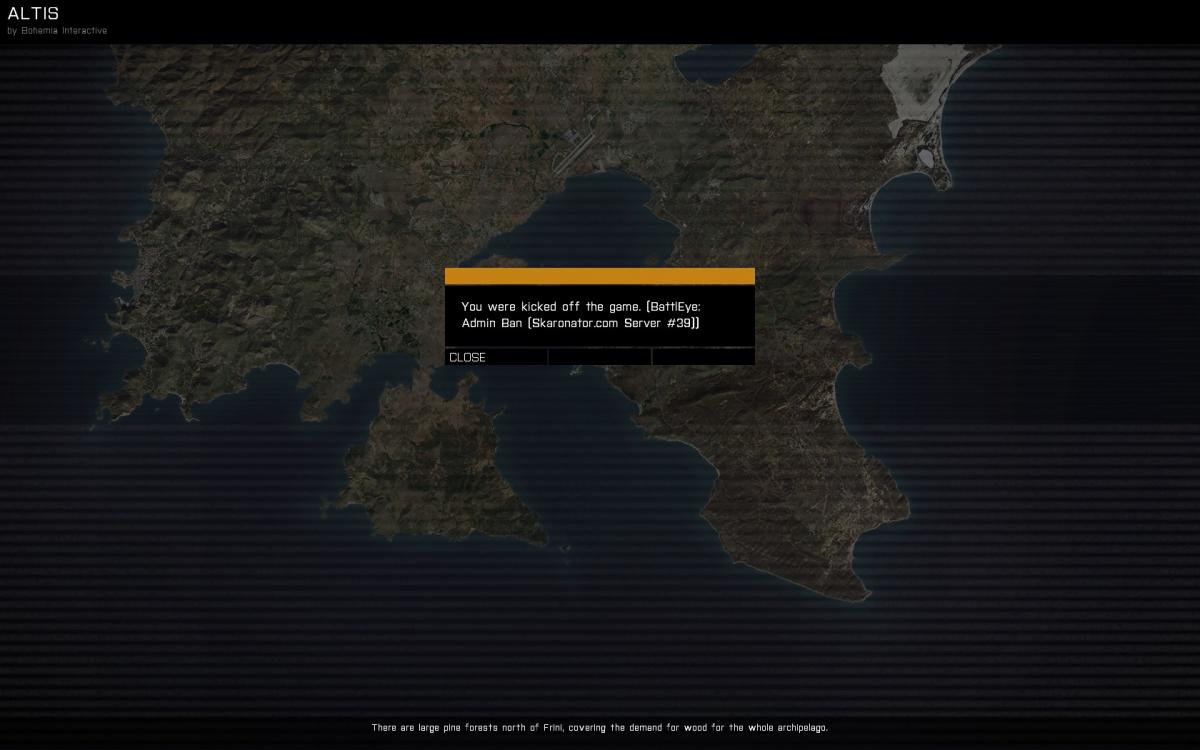 ALTIS
by Bohemia Interactive
You were kicked off the game. (BattlEye:
Admin Ban (Skaronator.com Server #39))
CLOSE
There are large pine forests north of Frini, covering the demand for wood for the whole archipelago.